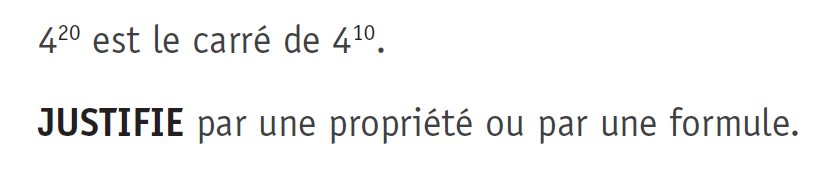 4²⁰ est le carré de 4¹⁰.
JUSTIFIE par une propriété ou par une formule.